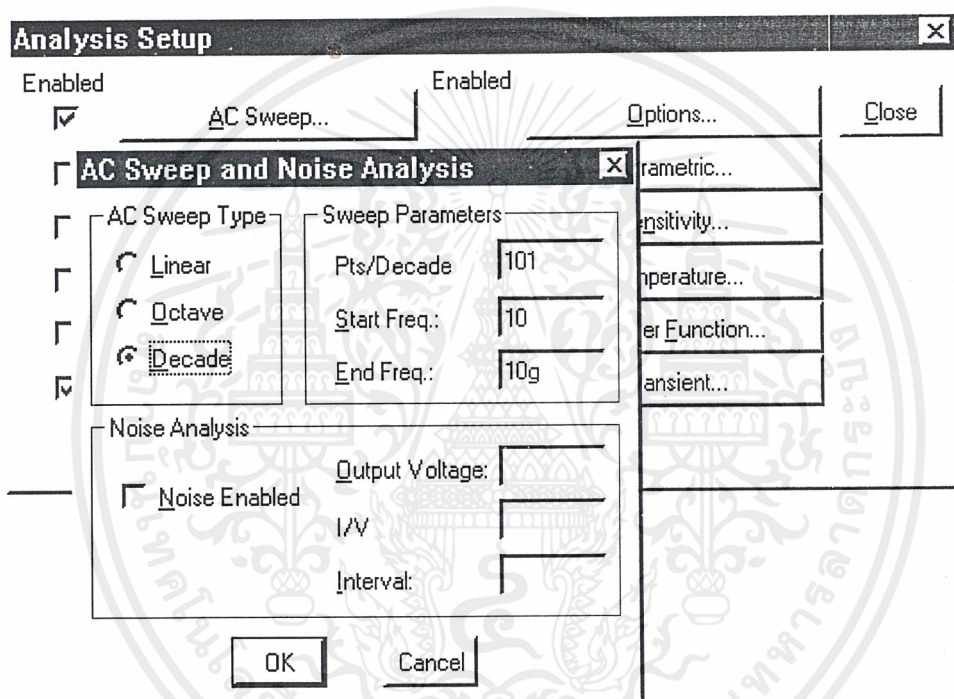 Analysis Setup
Enabled
Enabled
AC Sweep...
Options...
Close
AC Sweep and Noise Analysis
rametric...
AC Sweep Type
Sweep Parameters
nsitivity...
Linear
Pts/Decade
101
nperature...
Octave
Start Freq.:
10
er Function...
Decade
End Freq.:
10g
ansient...
Noise Analysis
Output Voltage:
Noise Enabled
I/V
Interval:
OK
Cancel